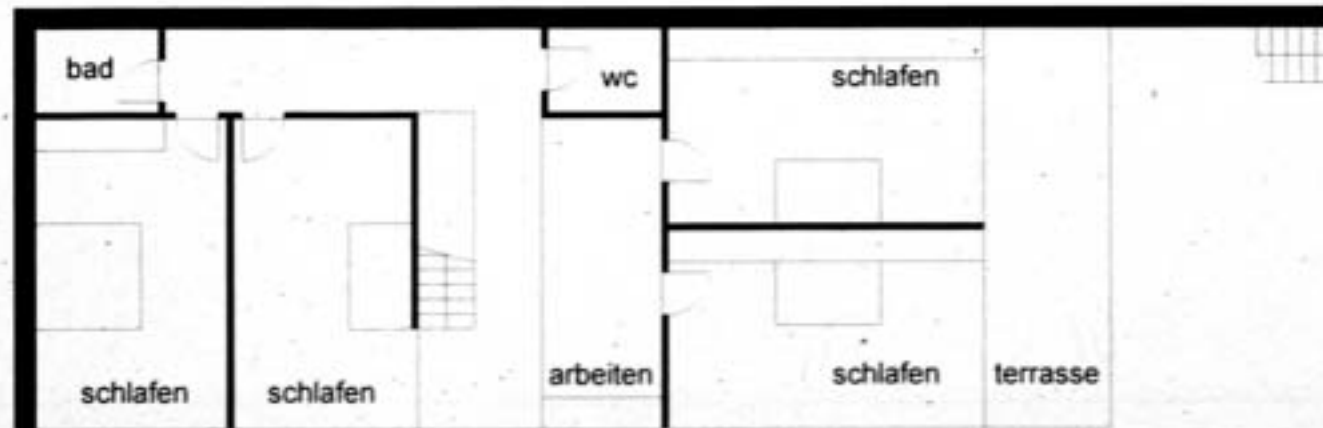 bad
wc
schlafen
schlafen
schlafen
arbeiten
schlafen
terrasse